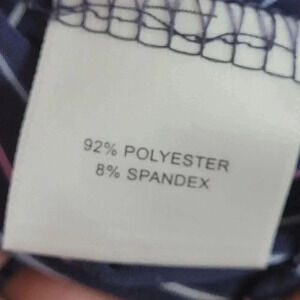 92% POLYESTER
8% SPANDEX